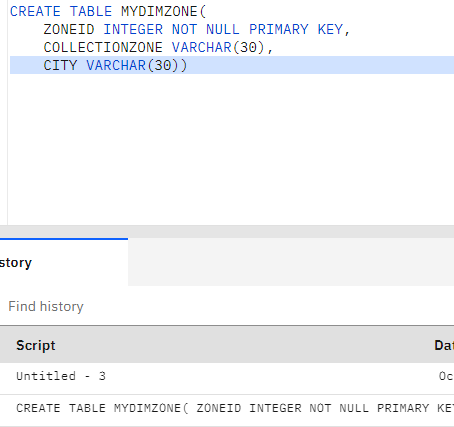 CREATE TABLE MYDIMZONE(
ZONEID INTEGER NOT NULL PRIMARY KEY,
COLLECTIONZONE VARCHAR(30),
CITY VARCHAR(30))
story
Find history
Script Dat
Untitled - 3 Oc
CREATE TABLE MYDIMZONE( ZONEID INTEGER NOT NULL PRIMARY KEY